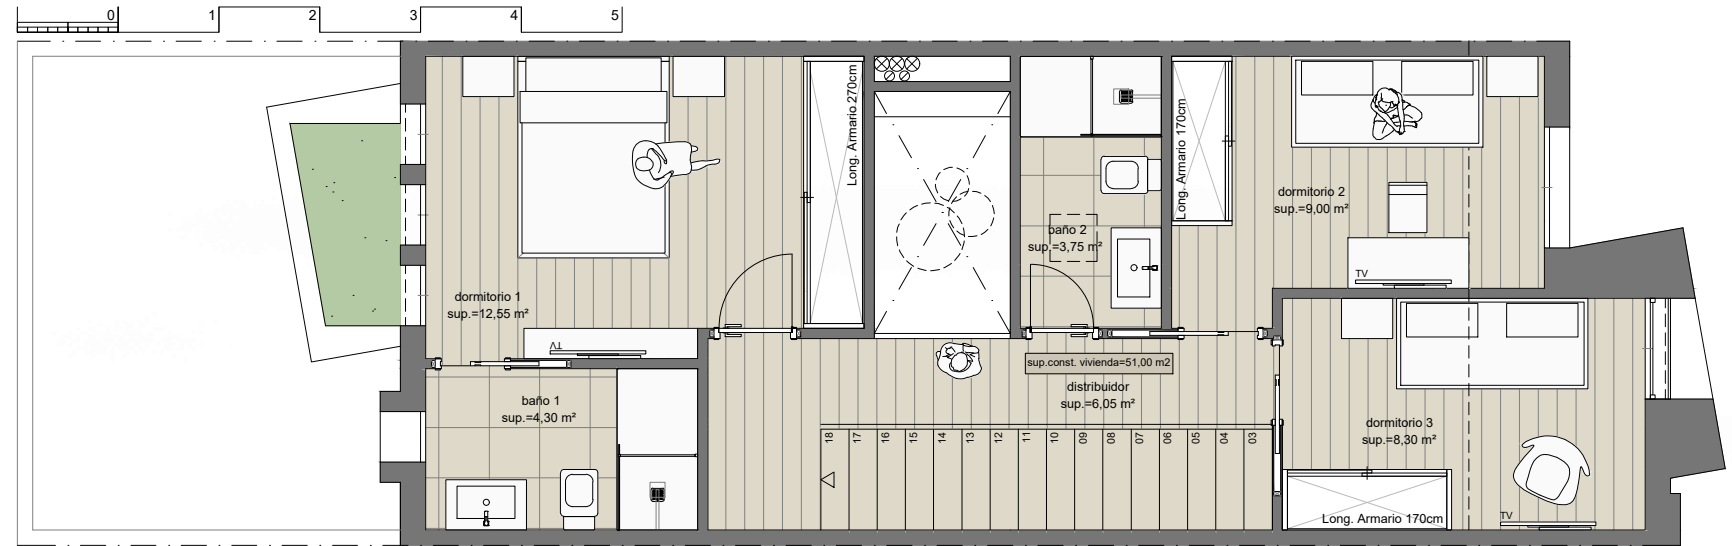 0 1 2 3 4 5
Long. Armario 270cm
Long. Armario 170cm
dormitorio 2
sup.=9,00 m²
baño 2
sup.=3,75 m²
TV
dormitorio 1
sup.=12,55 m²
TV
sup.const. vivienda=51,00 m2
distribuidor
sup.=6,05 m²
baño 1
sup.=4,30 m²
dormitorio 3
sup.=8,30 m²
18 17 16 15 14 13 12 11 10 09 08 07 06 05 04 03
Long. Armario 170cm
TV